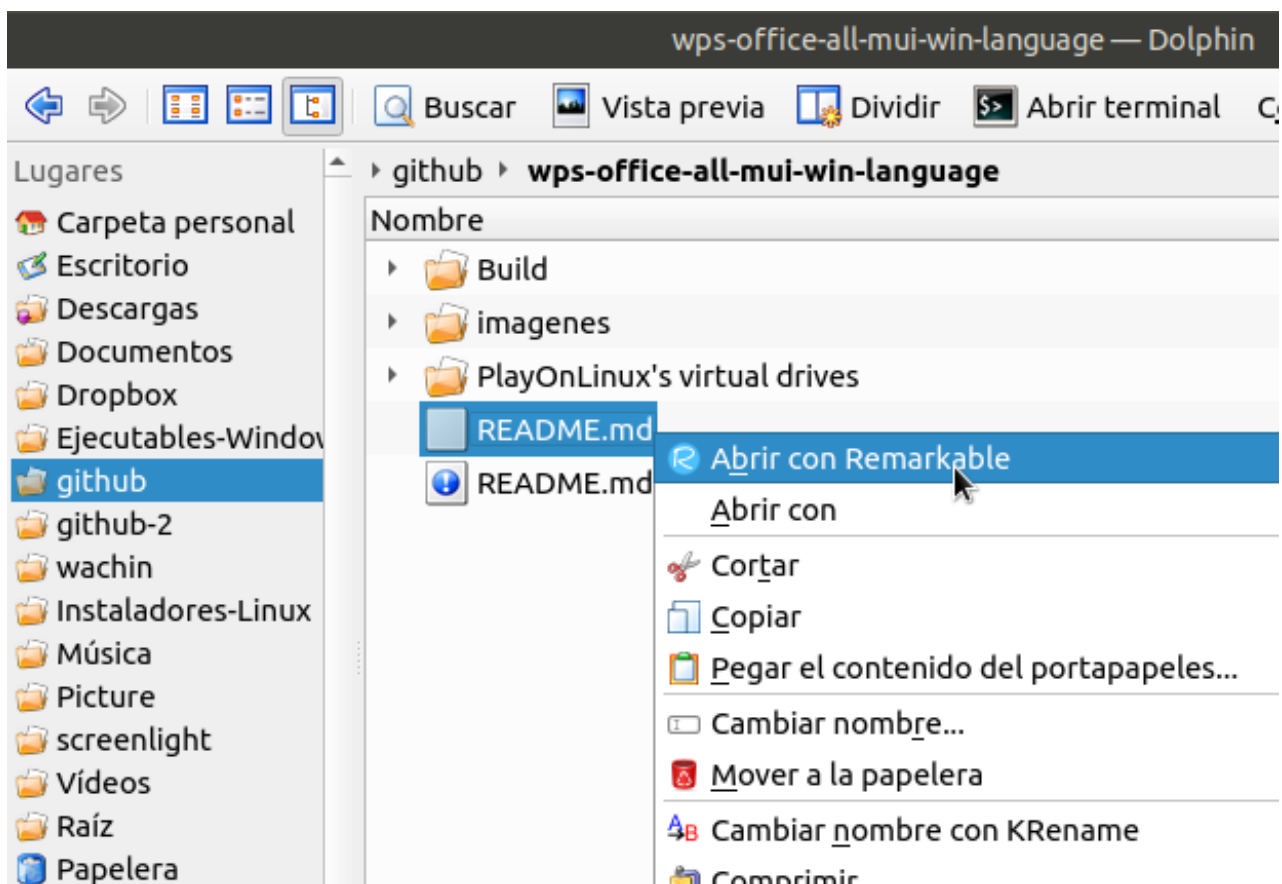 wps-office-all-mui-win-language — Dolphin
Buscar Vista previa Dividir Abrir terminal
Lugares
Carpeta personal
Escritorio
Descargas
Documentos
Dropbox
Ejecutables-Window
github
github-2
wachin
Instaladores-Linux
Música
Picture
screenlight
Vídeos
Raíz
Papelera
github wps-office-all-mui-win-language
Nombre
Build
imagenes
PlayOnLinux's virtual drives
README.md
README.md
Abrir con Remarkable
Abrir con
Cortar
Copiar
Pegar el contenido del portapapeles...
Cambiar nombre...
Mover a la papelera
Cambiar nombre con KRename
Comprimir